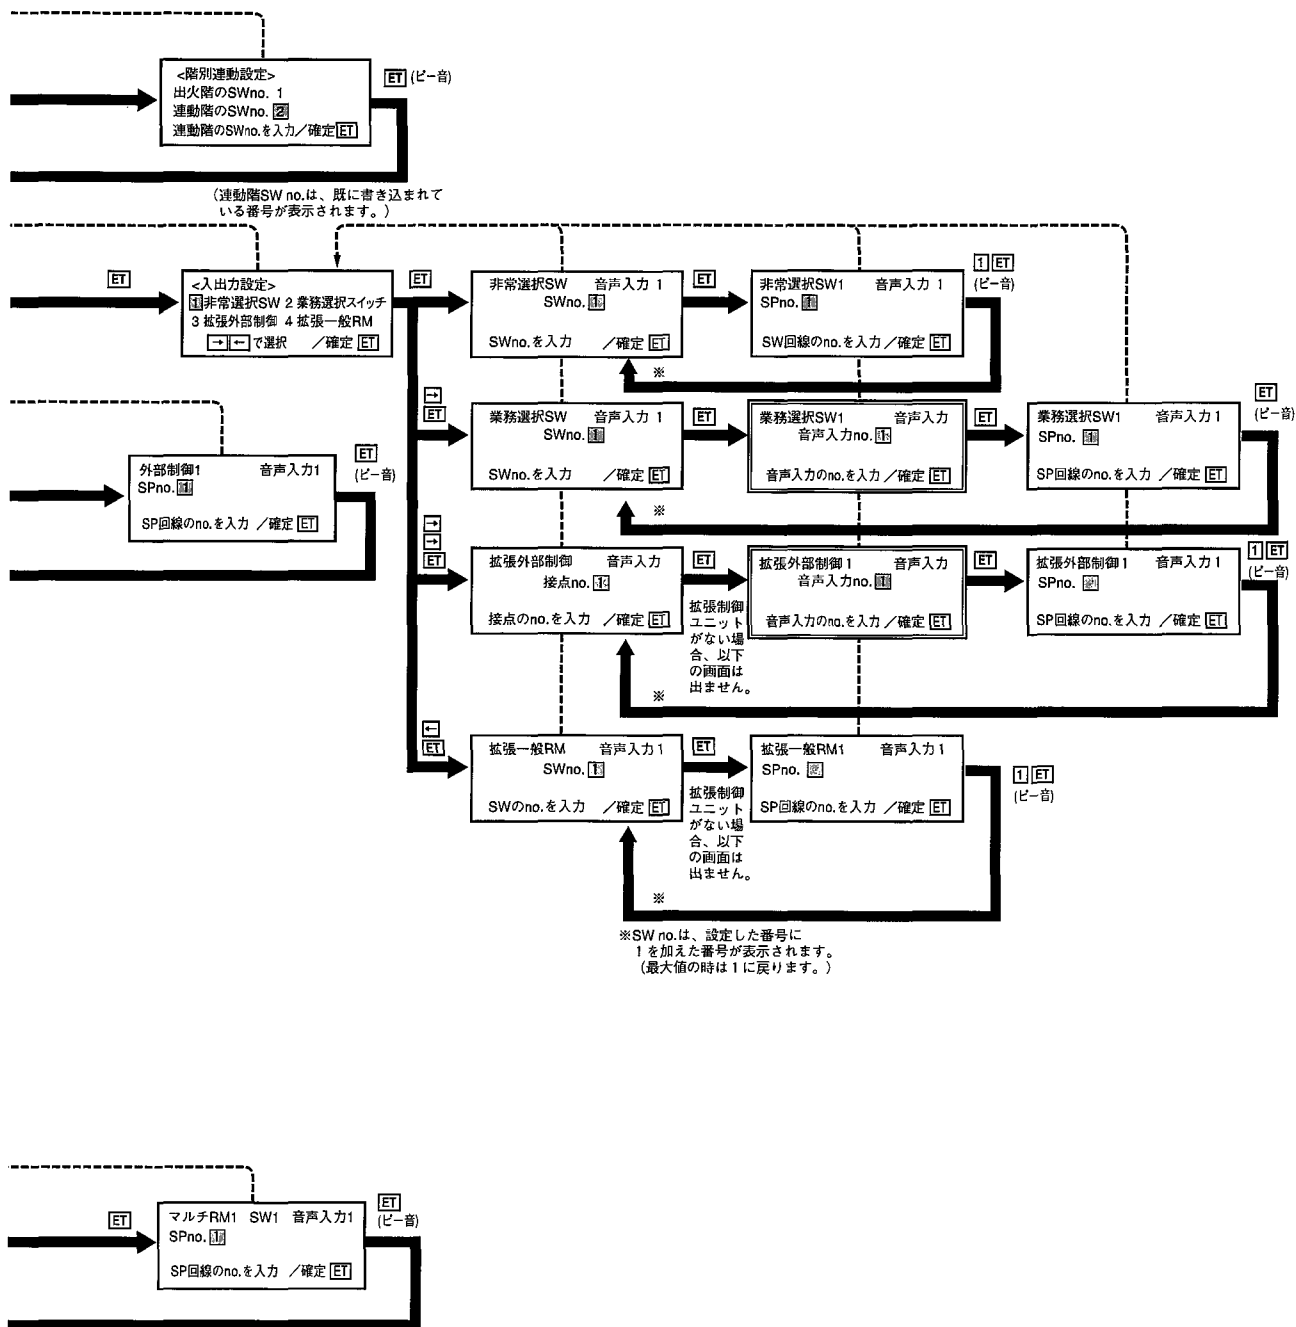 <階別連動設定>
出火階のSWno. 1
連動階のSWno. 2
連動階のSWno.を入力／確定 ET
ET (ピー音)
(連動階SW no.は、既に書き込まれて
いる番号が表示されます。)
ET
<入出力設定>
1 非常選択SW 2 業務選択スイッチ
3 拡張外部制御 4 拡張一般RM
→ ← で選択 ／確定 ET
ET
非常選択SW 音声入力 1
SWno. 1
SWno.を入力 ／確定 ET
ET
非常選択SW1 音声入力 1
SPno. 1
SW回線のno.を入力／確定 ET
1 ET
(ピー音)
※
→
ET
業務選択SW 音声入力 1
SWno. 1
SWno.を入力 ／確定 ET
ET
業務選択SW1 音声入力
音声入力no. 1
音声入力のno.を入力／確定 ET
ET
業務選択SW1 音声入力1
SPno. 1
SP回線のno.を入力／確定 ET
ET
(ピー音)
※
外部制御1 音声入力1
SPno. 1
SP回線のno.を入力 ／確定 ET
ET
(ピー音)
→
→
ET
拡張外部制御 音声入力
接点no. 1
接点のno.を入力 ／確定 ET
ET
拡張制御
ユニット
がない場
合、以下
の画面は
出ません。
拡張外部制御1 音声入力
音声入力no. 1
音声入力のno.を入力／確定 ET
ET
拡張外部制御1 音声入力1
SPno.
SP回線のno.を入力／確定 ET
1 ET
(ピー音)
※
←
ET
拡張一般RM 音声入力1
SWno. 1
SWのno.を入力 ／確定 ET
ET
拡張制御
ユニット
がない場
合、以下
の画面は
出ません。
拡張一般RM1 音声入力1
SPno.
SP回線のno.を入力 ／確定 ET
1 ET
(ピー音)
※
※SW no.は、設定した番号に
1を加えた番号が表示されます。
(最大値の時は1に戻ります。)
ET
マルチRM1 SW1 音声入力1
SPno. 1
SP回線のno.を入力 ／確定 ET
ET
(ピー音)